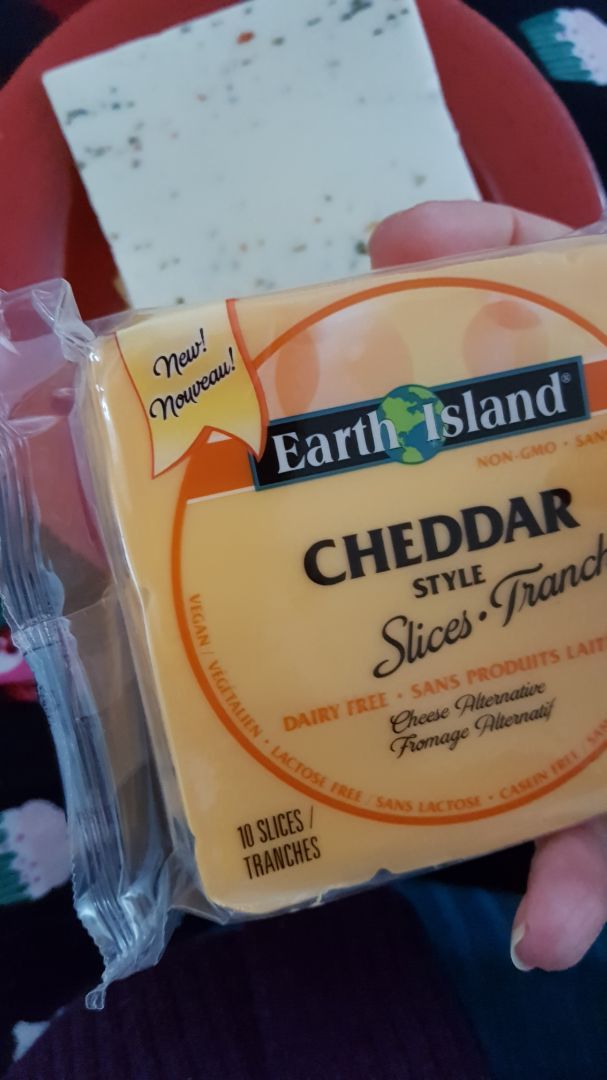 New!
Nouveau!
Earth Island®
NON-GMO •
CHEDDAR
STYLE
Slices •
DAIRY FREE • SANS PRODUITS
Cheese Alternative
Fromage Alternatif
VEGAN / VÉGÉTALIEN • LACTOSE FREE / SANS LACTOSE • CASEIN FREE /
10 SLICES /
TRANCHES